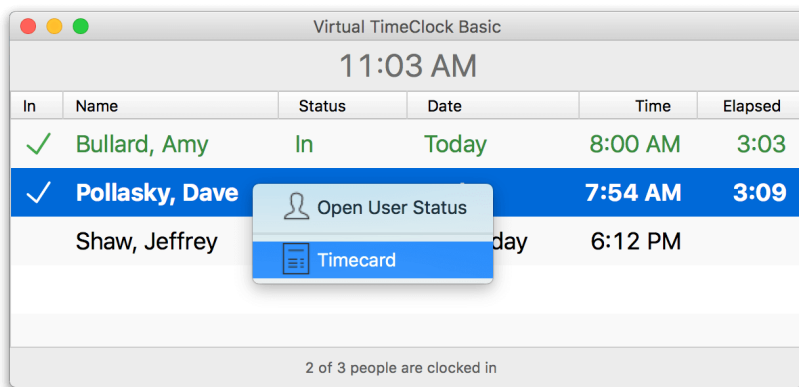 Virtual TimeClock Basic
11:03 AM
In Name Status Date Time Elapsed
Bullard, Amy In Today 8:00 AM 3:03
Pollasky, Dave 7:54 AM 3:09
Open User Status
Shaw, Jeffrey 6:12 PM
Timecard
2 of 3 people are clocked in